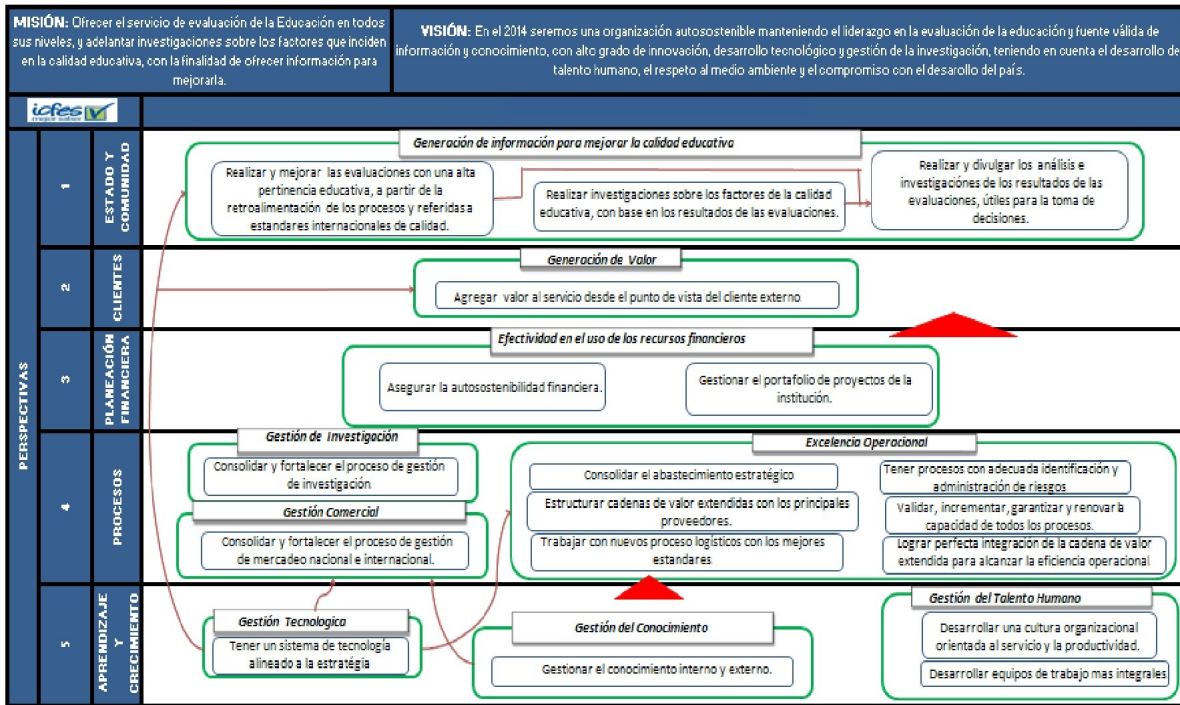 MISIÓN: Ofrecer el servicio de evaluación de la Educación en todos
sus niveles, y adelantar investigaciones sobre los factores que inciden
en la calidad educativa, con la finalidad de ofrecer información para
mejorarla.
VISIÓN: En el 2014 seremos una organización autosostenible manteniendo el liderazgo en la evaluación de la educación y fuente válida de
información y conocimiento, con alto grado de innovación, desarrollo tecnológico y gestión de la investigación, teniendo en cuenta el desarrollo de
talento humano, el respeto al medio ambiente y el compromiso con el desarollo del país.
icfes
mejor saber
PERSPECTIVAS
1
ESTADO Y
COMUNIDAD
Generación de información para mejorar la calidad educativa
Realizar y mejorar las evaluaciones con una alta
pertinencia educativa, a partir de la
retroalimentación de los procesos y referidas a
estandares internacionales de calidad.
Realizar investigaciones sobre los factores de la calidad
educativa, con base en los resultados de las evaluaciones.
Realizar y divulgar los análisis e
investigaciónes de los resultados de las
evaluaciones, útiles para la toma de
decisiones.
2
CLIENTES
Generación de Valor
Agregar valor al servicio desde el punto de vista del cliente externo
3
PLANEACIÓN
FINANCIERA
Efectividad en el uso de los recursos financieros
Asegurar la autosostenibilidad financiera.
Gestionar el portafolio de proyectos de la
institución.
4
PROCESOS
Gestión de Investigación
Consolidar y fortalecer el proceso de gestión
de investigación
Gestión Comercial
Consolidar y fortalecer el proceso de gestión
de mercadeo nacional e internacional.
Excelencia Operacional
Consolidar el abastecimiento estratégico
Estructurar cadenas de valor extendidas con los principales
proveedores.
Trabajar con nuevos proceso logísticos con los mejores
estandares
Tener procesos con adecuada identificación y
administración de riesgos
Validar, incrementar, garantizar y renovar la
capacidad de todos los procesos.
Lograr perfecta integración de la cadena de valor
extendida para alcanzar la eficiencia operacional
5
APRENDIZAJE
Y
CRECIMIENTO
Gestión Tecnologica
Tener un sistema de tecnología
alineado a la estratégia
Gestión del Conocimiento
Gestionar el conocimiento interno y externo.
Gestión del Talento Humano
Desarrollar una cultura organizacional
orientada al servicio y la productividad.
Desarrollar equipos de trabajo mas integrales